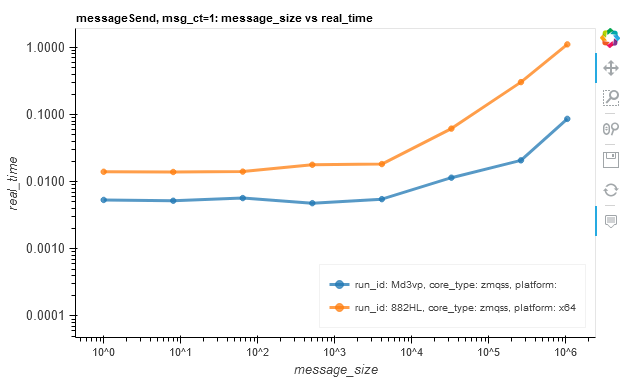 messageSend, msg_ct=1: message_size vs real_time
1.0000
0.1000
0.0100
0.0010
0.0001
real_time
run_id: Md3vp, core_type: zmqss, platform:
run_id: 882HL, core_type: zmqss, platform: x64
10^0 10^1 10^2 10^3 10^4 10^5 10^6
message_size